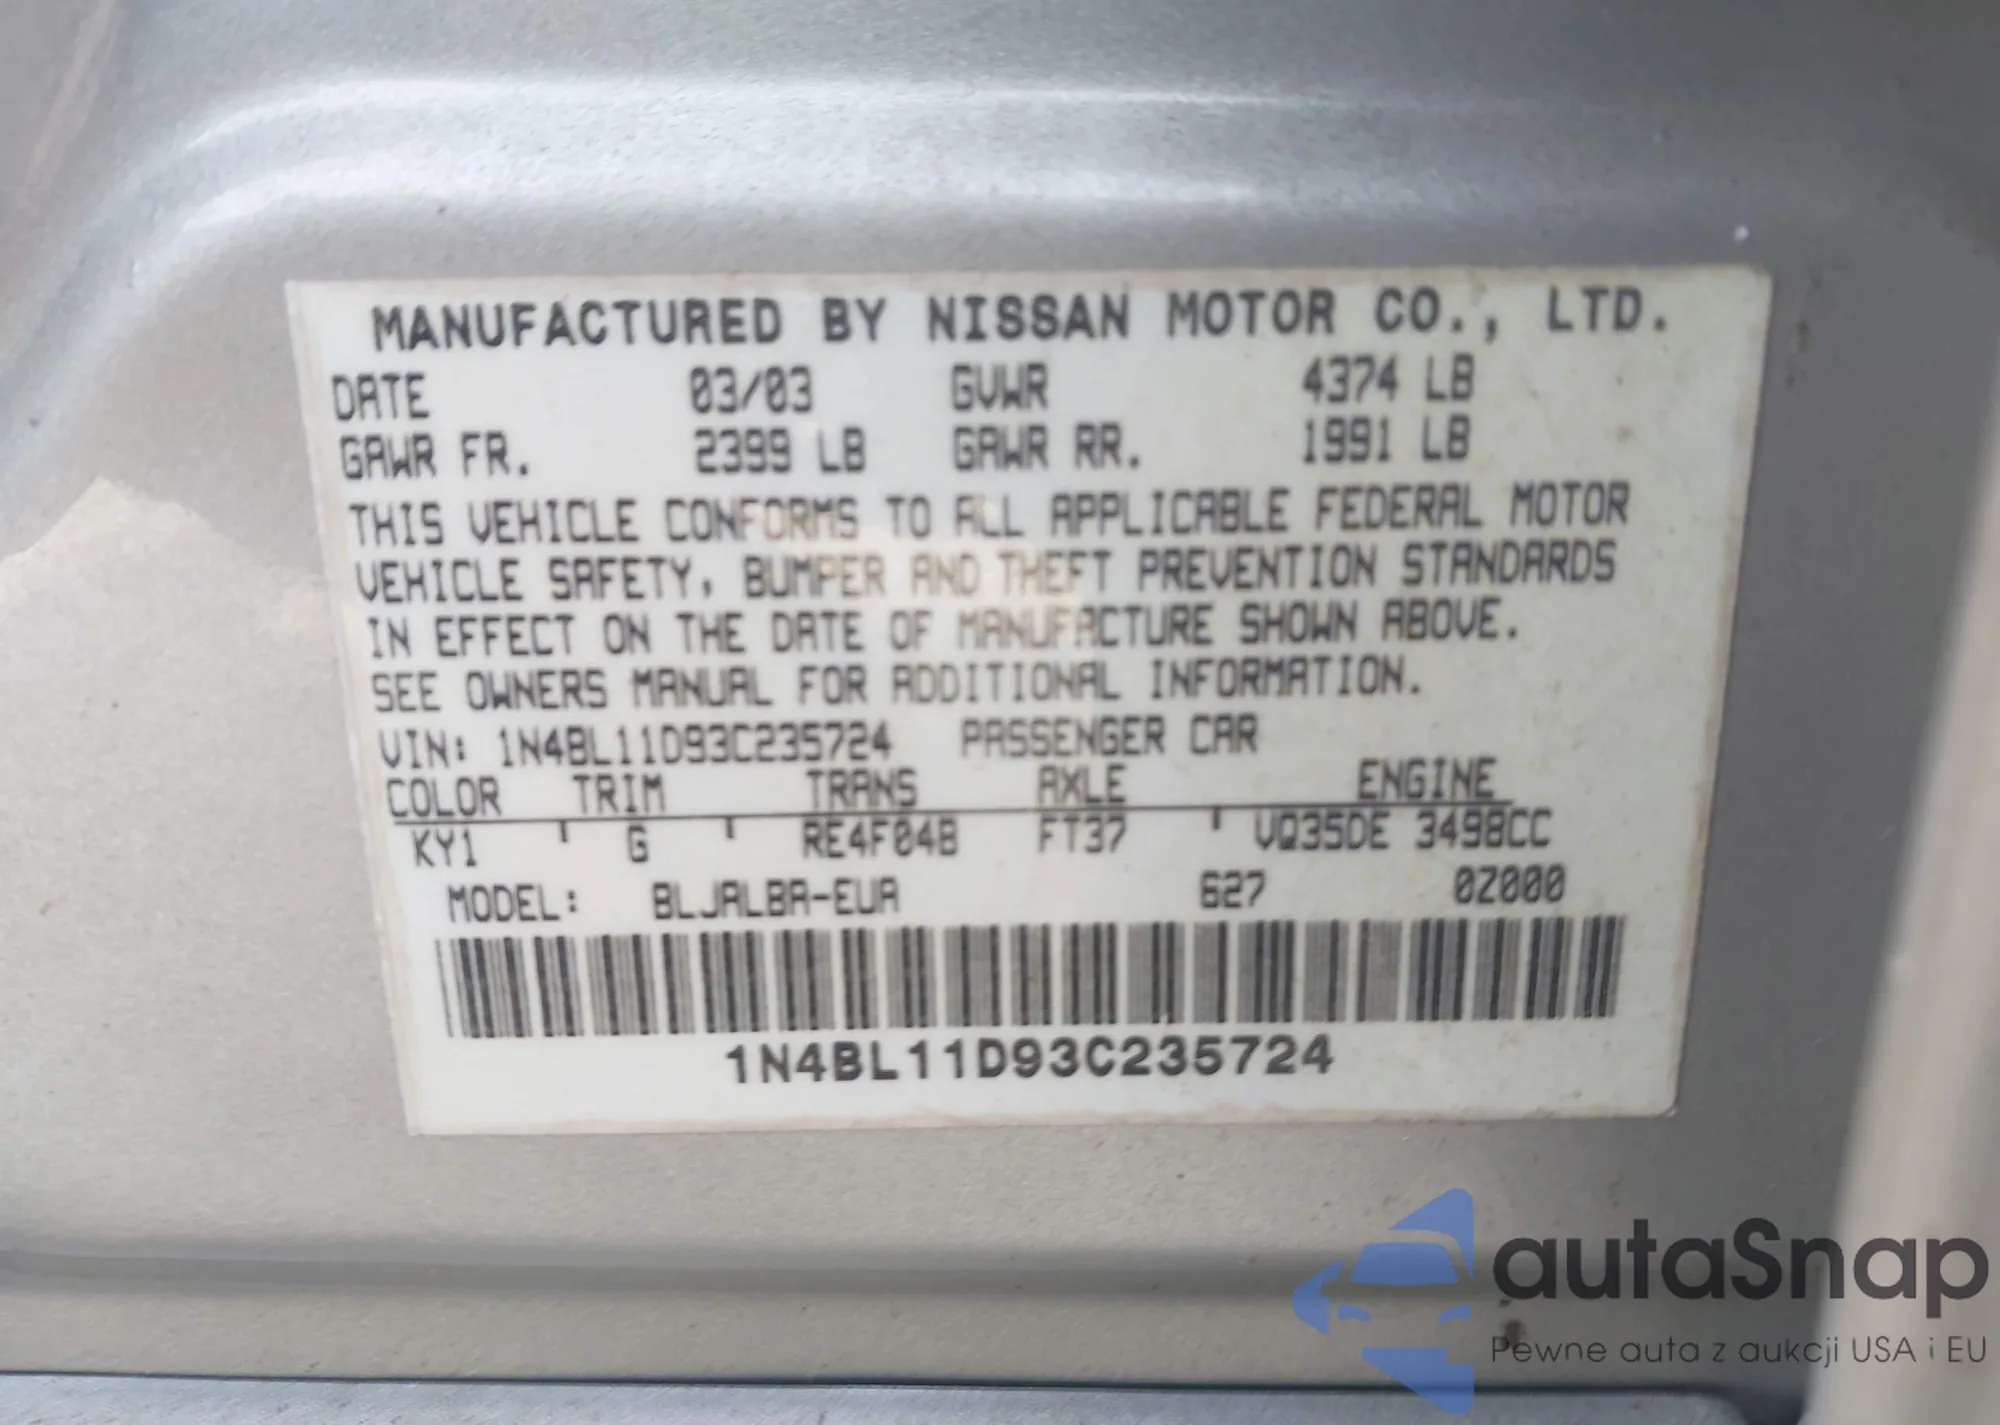 MANUFACTURED BY NISSAN MOTOR CO., LTD.
DATE 03/03 GVWR 4374 LB
GAWR FR. 2399 LB GAWR RR. 1991 LB
THIS VEHICLE CONFORMS TO ALL APPLICABLE FEDERAL MOTOR
VEHICLE SAFETY, BUMPER AND THEFT PREVENTION STANDARDS
IN EFFECT ON THE DATE OF MANUFACTURE SHOWN ABOVE.
SEE OWNERS MANUAL FOR ADDITIONAL INFORMATION.
VIN: 1N4BL11D93C235724 PASSENGER CAR
COLOR TRIM TRANS AXLE ENGINE
KY1 G RE4F04B FT37 VQ35DE 3498CC
MODEL: BLJALBA-EUA 627 0Z000
1N4BL11D93C235724
autaSnap
Pewne auta z aukcji USA i EU